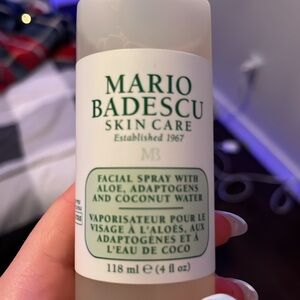 MARIO
BADESCU
SKIN CARE
Established 1967
MB
FACIAL SPRAY WITH
ALOE, ADAPTOGENS
AND COCONUT WATER
VAPORISATEUR POUR LE
VISAGE À L'ALOÈS, AUX
ADAPTOGÈNES ET À
L'EAU DE COCO
118 ml ℮ (4 fl oz)